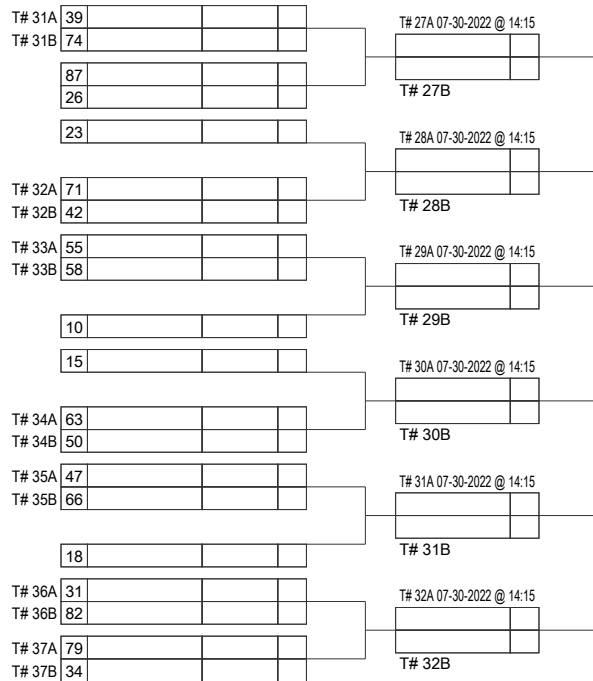 T# 31A 39
T# 31B 74
87
26
23
T# 32A 71
T# 32B 42
T# 33A 55
T# 33B 58
10
15
T# 34A 63
T# 34B 50
T# 35A 47
T# 35B 66
18
T# 36A 31
T# 36B 82
T# 37A 79
T# 37B 34
T# 27A 07-30-2022 @ 14:15
T# 27B
T# 28A 07-30-2022 @ 14:15
T# 28B
T# 29A 07-30-2022 @ 14:15
T# 29B
T# 30A 07-30-2022 @ 14:15
T# 30B
T# 31A 07-30-2022 @ 14:15
T# 31B
T# 32A 07-30-2022 @ 14:15
T# 32B